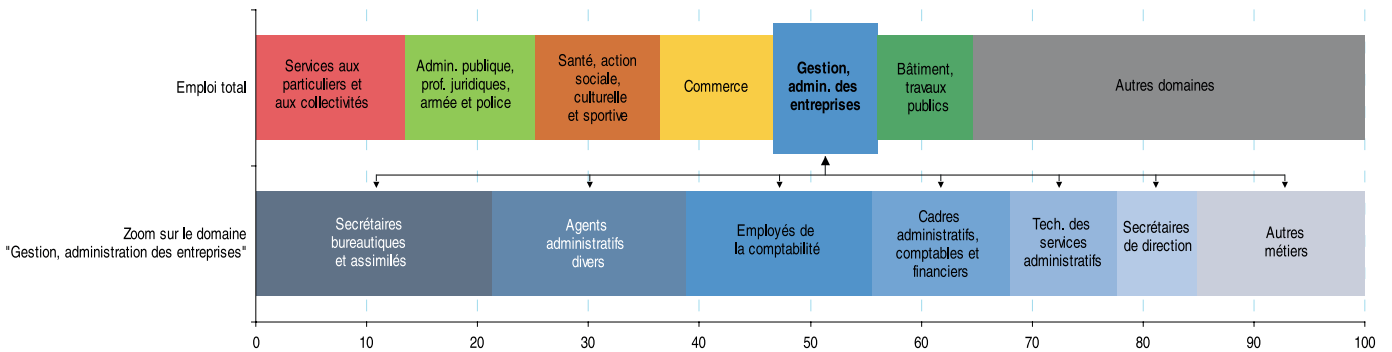 Emploi total
Services aux
particuliers et
aux collectivités
Admin. publique,
prof. juridiques,
armée et police
Santé, action
sociale,
culturelle
et sportive
Commerce
Gestion,
admin. des
entreprises
Bâtiment,
travaux
publics
Autres domaines
Zoom sur le domaine
"Gestion, administration des entreprises"
Secrétaires
bureautiques
et assimilés
Agents
administratifs
divers
Employés de
la comptabilité
Cadres
administratifs,
comptables et
financiers
Tech. des
services
administratifs
Secrétaires
de direction
Autres
métiers
0 10 20 30 40 50 60 70 80 90 100